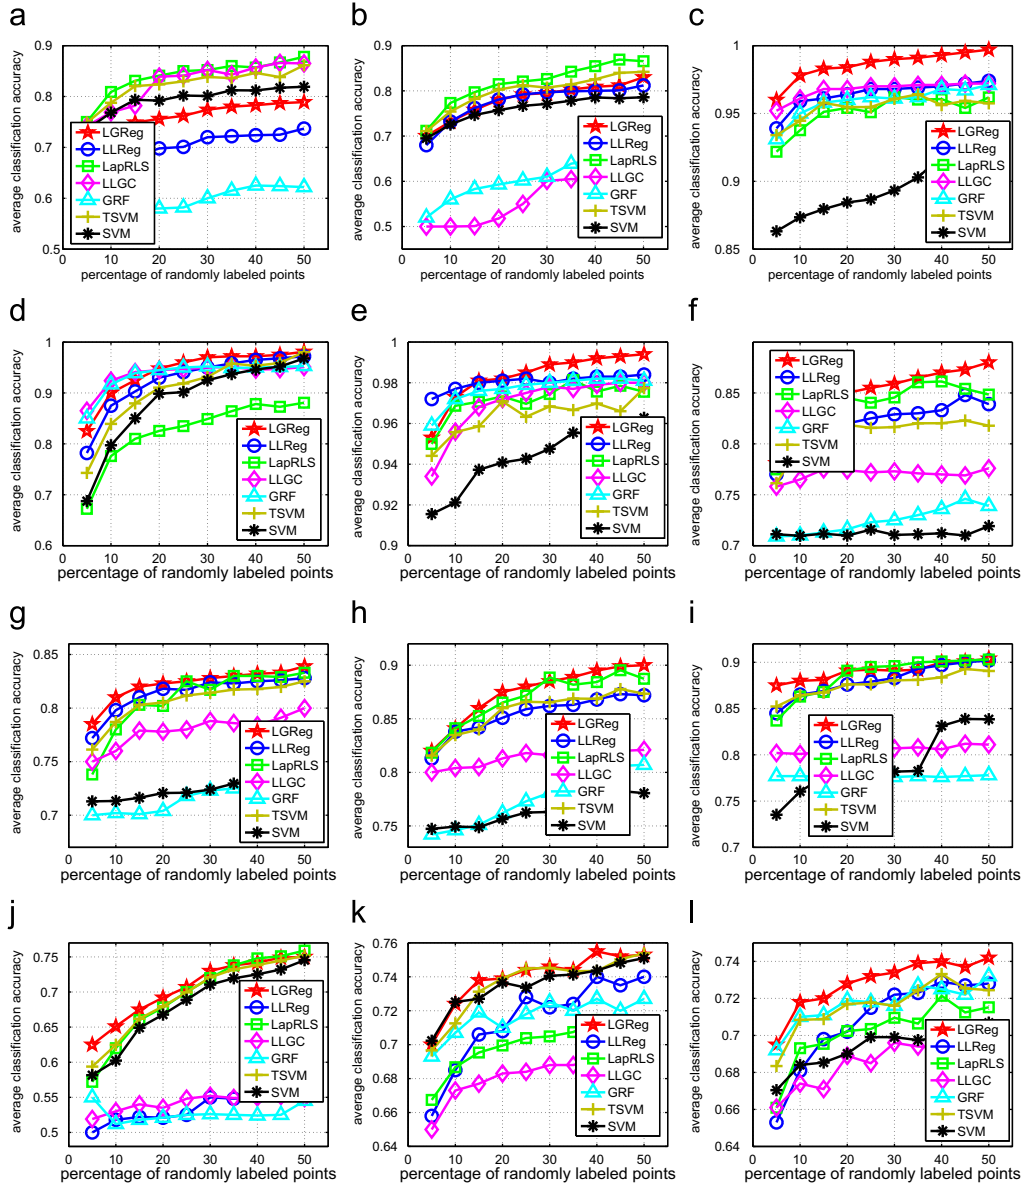 a
average classification accuracy
0.9
0.8
0.7
0.6
0.5
LGReg
LLReg
LapRLS
LLGC
GRF
TSVM
SVM
0 10 20 30 40 50
percentage of randomly labeled points
b
average classification accuracy
0.9
0.8
0.7
0.6
0.5
LGReg
LLReg
LapRLS
LLGC
GRF
TSVM
SVM
0 10 20 30 40 50
percentage of randomly labeled points
c
average classification accuracy
1
0.95
0.9
0.85
LGReg
LLReg
LapRLS
LLGC
GRF
TSVM
SVM
0 10 20 30 40 50
percentage of randomly labeled points
d
average classification accuracy
1
0.9
0.8
0.7
0.6
LGReg
LLReg
LapRLS
LLGC
GRF
TSVM
SVM
0 10 20 30 40 50
percentage of randomly labeled points
e
average classification accuracy
1
0.98
0.96
0.94
0.92
0.9
LGReg
LLReg
LapRLS
LLGC
GRF
TSVM
SVM
0 10 20 30 40 50
percentage of randomly labeled points
f
average classification accuracy
0.85
0.8
0.75
0.7
LGReg
LLReg
LapRLS
LLGC
GRF
TSVM
SVM
0 10 20 30 40 50
percentage of randomly labeled points
g
average classification accuracy
0.85
0.8
0.75
0.7
LGReg
LLReg
LapRLS
LLGC
GRF
TSVM
SVM
0 10 20 30 40 50
percentage of randomly labeled points
h
average classification accuracy
0.9
0.85
0.8
0.75
LGReg
LLReg
LapRLS
LLGC
GRF
TSVM
SVM
0 10 20 30 40 50
percentage of randomly labeled points
i
average classification accuracy
0.9
0.85
0.8
0.75
0.7
LGReg
LLReg
LapRLS
LLGC
GRF
TSVM
SVM
0 10 20 30 40 50
percentage of randomly labeled points
j
average classification accuracy
0.75
0.7
0.65
0.6
0.55
0.5
LGReg
LLReg
LapRLS
LLGC
GRF
TSVM
SVM
0 10 20 30 40 50
percentage of randomly labeled points
k
average classification accuracy
0.76
0.74
0.72
0.7
0.68
0.66
0.64
LGReg
LLReg
LapRLS
LLGC
GRF
TSVM
SVM
0 10 20 30 40 50
percentage of randomly labeled points
l
average classification accuracy
0.74
0.72
0.7
0.68
0.66
0.64
LGReg
LLReg
LapRLS
LLGC
GRF
TSVM
SVM
0 10 20 30 40 50
percentage of randomly labeled points